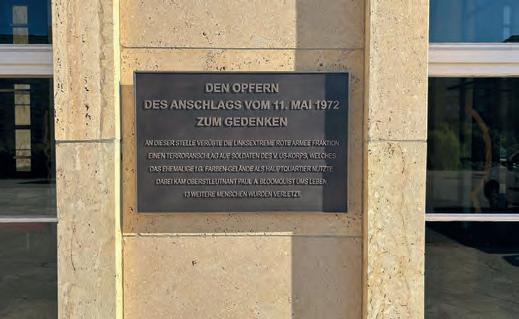 DEN OPFERN
DES ANSCHLAGS VOM 11. MAI 1972
ZUM GEDENKEN
AN DIESER STELLE VERÜBTE DIE LINKSEXTREME ROTE ARMEE FRAKTION
EINEN TERRORANSCHLAG AUF SOLDATEN DES V. US-KORPS, WELCHES
DAS EHEMALIGE I.G. FARBEN-GELÄNDE ALS HAUPTQUARTIER NUTZTE.
DABEI KAM OBERSTLEUTNANT PAUL A. BLOOMQUIST UMS LEBEN.
13 WEITERE MENSCHEN WURDEN VERLETZT.